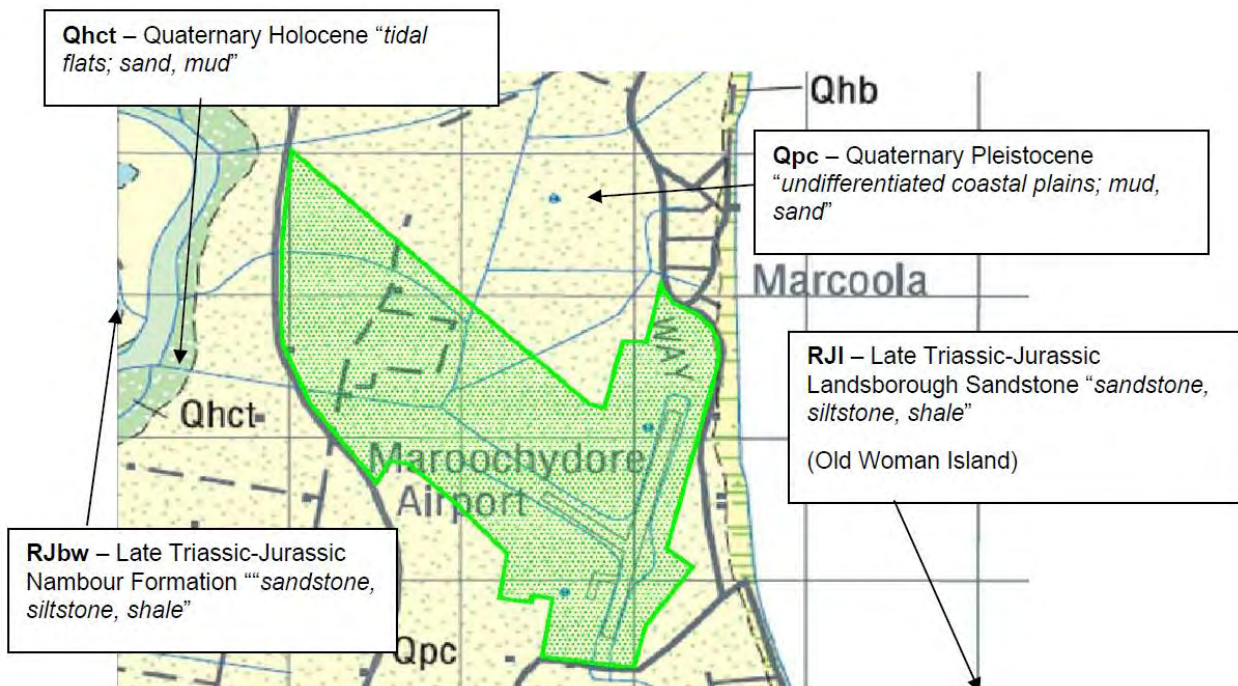 Qhct – Quaternary Holocene “tidal
flats; sand, mud”
Qhb
Qpc – Quaternary Pleistocene
“undifferentiated coastal plains; mud,
sand”
Marcoola
WAY
RJl – Late Triassic-Jurassic
Landsborough Sandstone “sandstone,
siltstone, shale”
(Old Woman Island)
Qhct
Maroochydore
Airport
RJbw – Late Triassic-Jurassic
Nambour Formation ““sandstone,
siltstone, shale”
Qpc